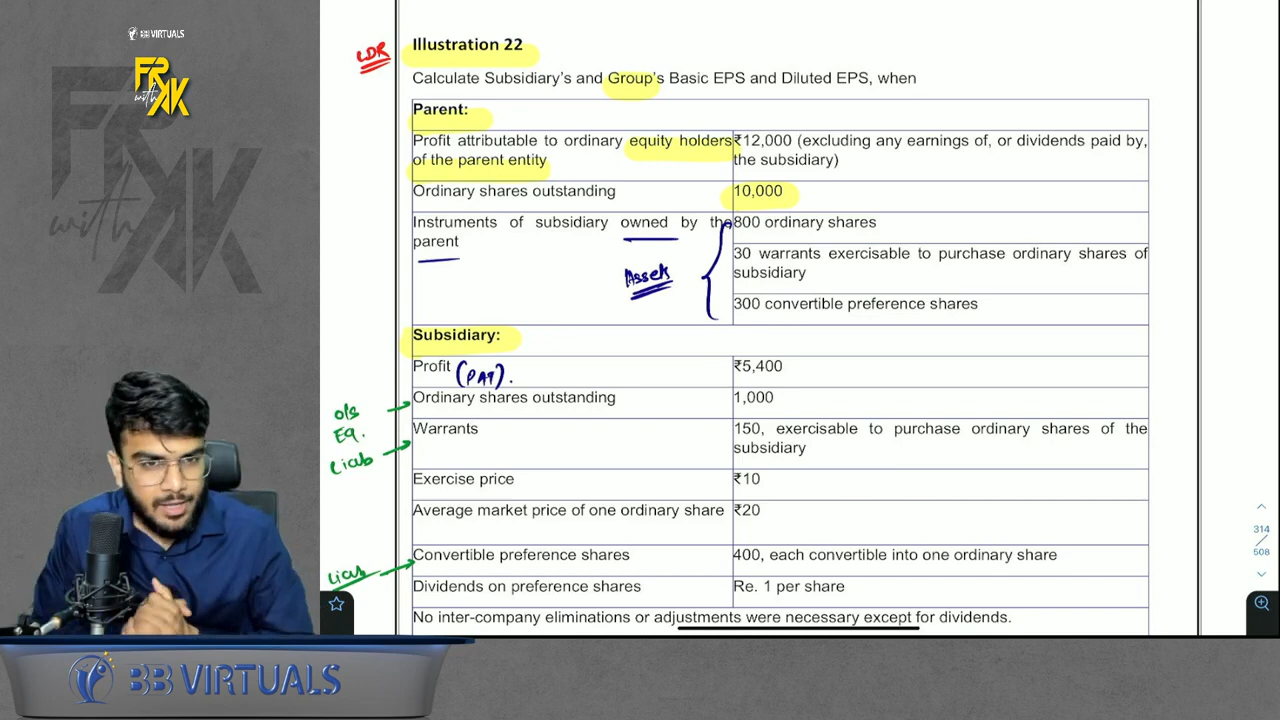 BB VIRTUALS
FR
with
AK
FR
with
AK
LDR
Illustration 22
Calculate Subsidiary's and Group's Basic EPS and Diluted EPS, when
Parent:
Profit attributable to ordinary equity holders of the parent entity
₹12,000 (excluding any earnings of, or dividends paid by, the subsidiary)
Ordinary shares outstanding
10,000
Instruments of subsidiary owned by the parent
Assets
800 ordinary shares
30 warrants exercisable to purchase ordinary shares of subsidiary
300 convertible preference shares
Subsidiary:
Profit (PAT).
₹5,400
o/s
Eq.
Ordinary shares outstanding
1,000
Liab
Warrants
150, exercisable to purchase ordinary shares of the subsidiary
Exercise price
₹10
Average market price of one ordinary share
₹20
Liab
Convertible preference shares
400, each convertible into one ordinary share
Dividends on preference shares
Re. 1 per share
No inter-company eliminations or adjustments were necessary except for dividends.
314
508
BB VIRTUALS